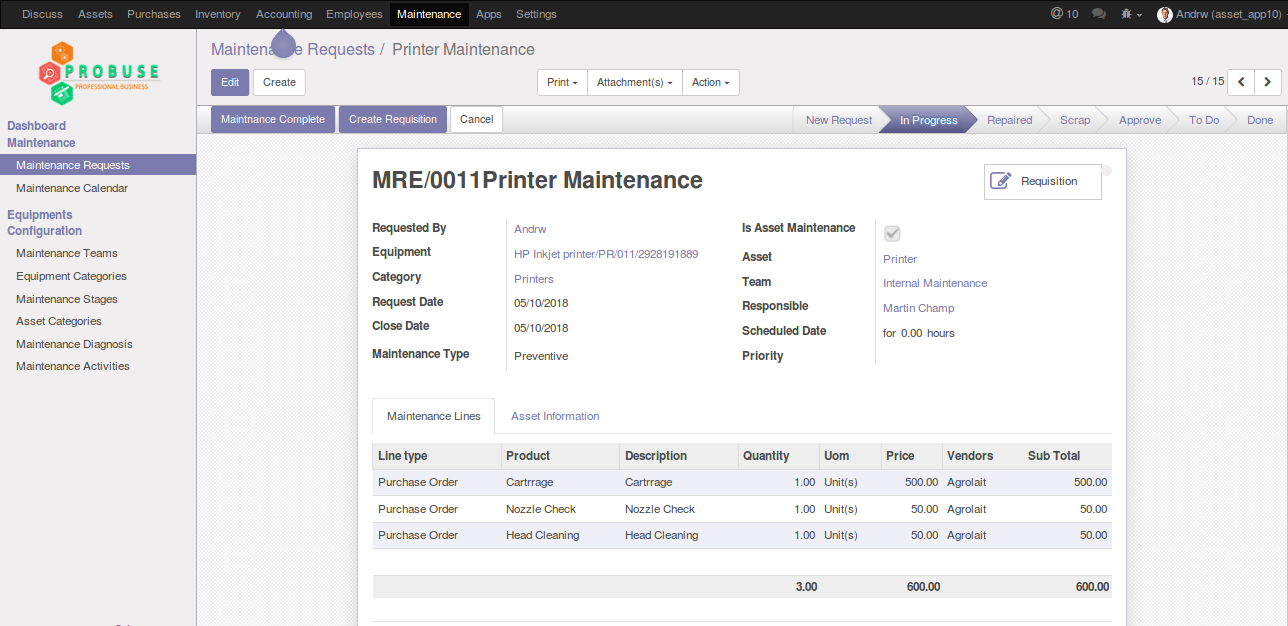 Discuss Assets Purchases Inventory Accounting Employees Maintenance Apps Settings @ 10 Andrw (asset_app10)
PROBUSE
PROFESSIONAL BUSINESS
Maintenance Requests / Printer Maintenance
Edit Create Print Attachment(s) Action 15 / 15
Maintnance Complete Create Requisition Cancel New Request In Progress Repaired Scrap Approve To Do Done
Dashboard
Maintenance
Maintenance Requests
Maintenance Calendar
Equipments
Configuration
Maintenance Teams
Equipment Categories
Maintenance Stages
Asset Categories
Maintenance Diagnosis
Maintenance Activities
MRE/0011Printer Maintenance
Requisition
Requested By Andrw
Equipment HP Inkjet printer/PR/011/2928191889
Category Printers
Request Date 05/10/2018
Close Date 05/10/2018
Maintenance Type Preventive
Is Asset Maintenance
Asset Printer
Team Internal Maintenance
Responsible Martin Champ
Scheduled Date for 0.00 hours
Priority
Maintenance Lines Asset Information
Line type Product Description Quantity Uom Price Vendors Sub Total
Purchase Order Cartrrage Cartrrage 1.00 Unit(s) 500.00 Agrolait 500.00
Purchase Order Nozzle Check Nozzle Check 1.00 Unit(s) 50.00 Agrolait 50.00
Purchase Order Head Cleaning Head Cleaning 1.00 Unit(s) 50.00 Agrolait 50.00
3.00 600.00 600.00